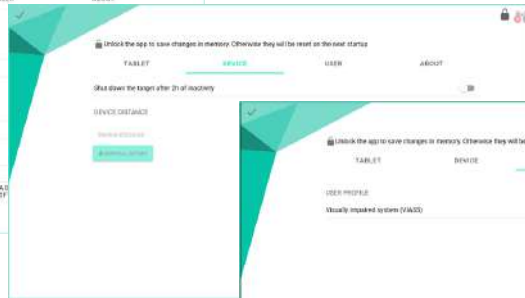 Unlock the app to save changes in memory. Otherwise they will be reset on the next startup
TABLET DEVICE USER ABOUT
Shut down the target after 2h of inactivity
DEVICE DISTANCE
Unlock the app to save changes in memory. Otherwise they will be
TABLET DEVICE
USER PROFILE
Visually impaired system